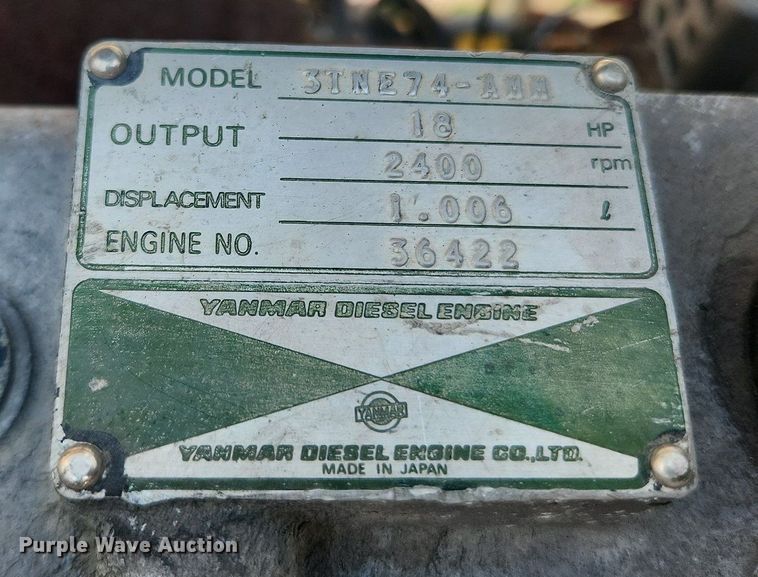 MODEL 3TNE74-AMM
OUTPUT 18 HP
2400 rpm
DISPLACEMENT 1.006 l
ENGINE NO. 36422
YANMAR DIESEL ENGINE
YANMAR
YANMAR DIESEL ENGINE CO.,LTD.
MADE IN JAPAN
Purple Wave Auction